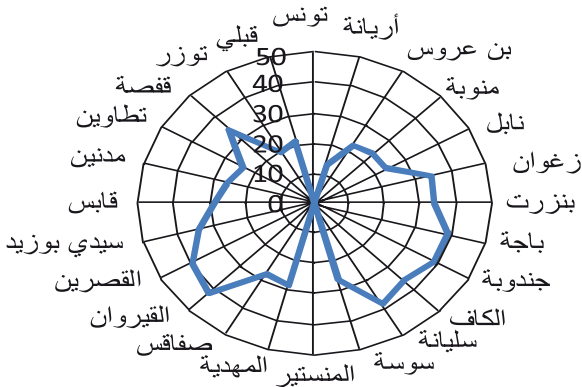 تونس
أريانة
بن عروس
منوبة
نابل
زغوان
بنزرت
باجة
جندوبة
الكاف
سليانة
سوسة
المنستير
المهدية
صفاقس
القيروان
القصرين
سيدي بوزيد
قابس
مدنين
تطاوين
قفصة
توزر
قبلي
50
40
30
20
10
0